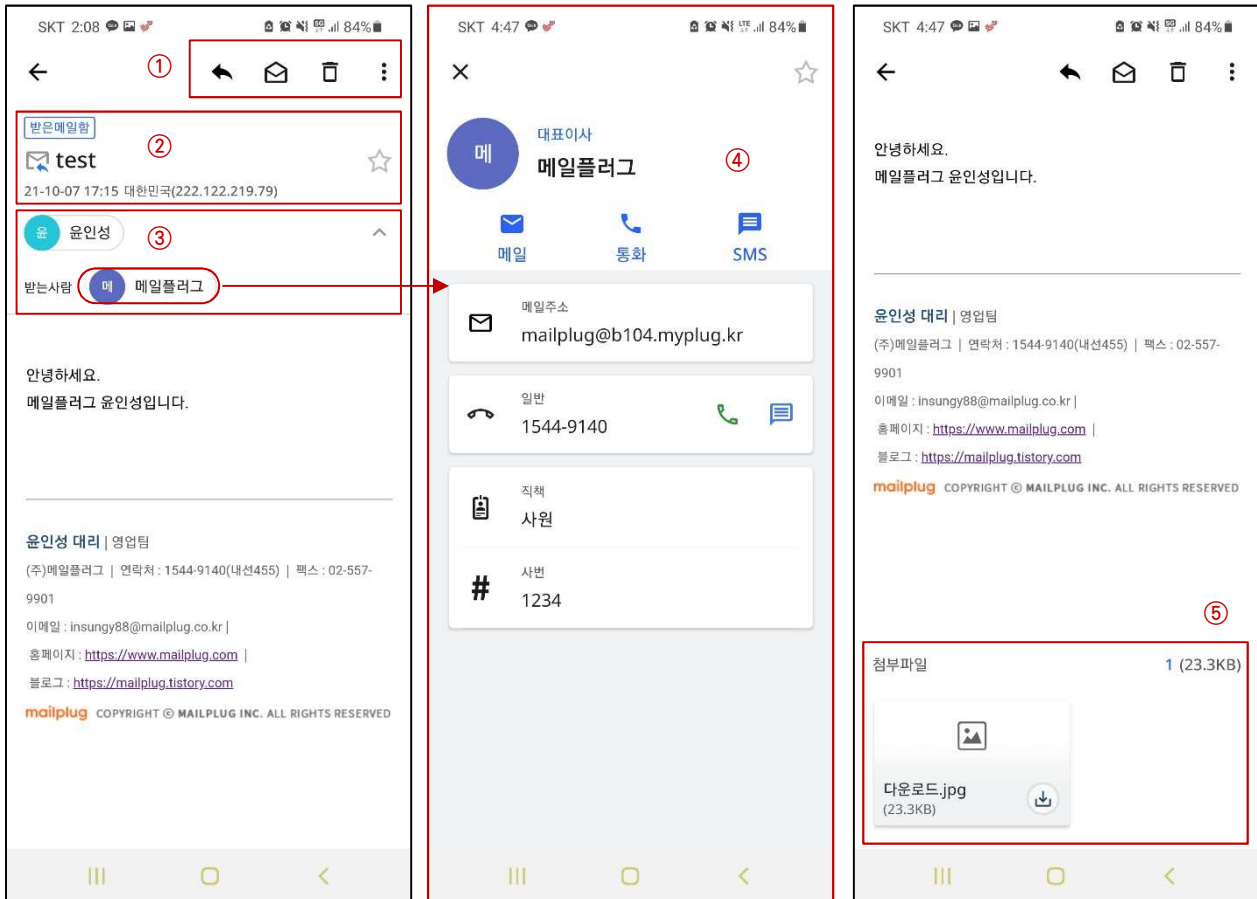 SKT 2:08 84%
①
받은메일함
②
test
21-10-07 17:15 대한민국(222.122.219.79)
윤 윤인성
③
받는사람 메 메일플러그
안녕하세요.
메일플러그 윤인성입니다.
윤인성 대리 | 영업팀
(주)메일플러그 | 연락처 : 1544-9140(내선455) | 팩스 : 02-557-
9901
이메일 : insungy88@mailplug.co.kr |
홈페이지 : https://www.mailplug.com |
블로그 : https://mailplug.tistory.com
mailplug COPYRIGHT ⓒ MAILPLUG INC. ALL RIGHTS RESERVED
SKT 4:47 LTE 84%
메
대표이사
메일플러그
④
메일 통화 SMS
메일주소
mailplug@b104.myplug.kr
일반
1544-9140
직책
사원
사번
# 1234
SKT 4:47 84%
안녕하세요.
메일플러그 윤인성입니다.
윤인성 대리 | 영업팀
(주)메일플러그 | 연락처 : 1544-9140(내선455) | 팩스 : 02-557-
9901
이메일 : insungy88@mailplug.co.kr |
홈페이지 : https://www.mailplug.com |
블로그 : https://mailplug.tistory.com
mailplug COPYRIGHT ⓒ MAILPLUG INC. ALL RIGHTS RESERVED
⑤
첨부파일 1 (23.3KB)
다운로드.jpg
(23.3KB)